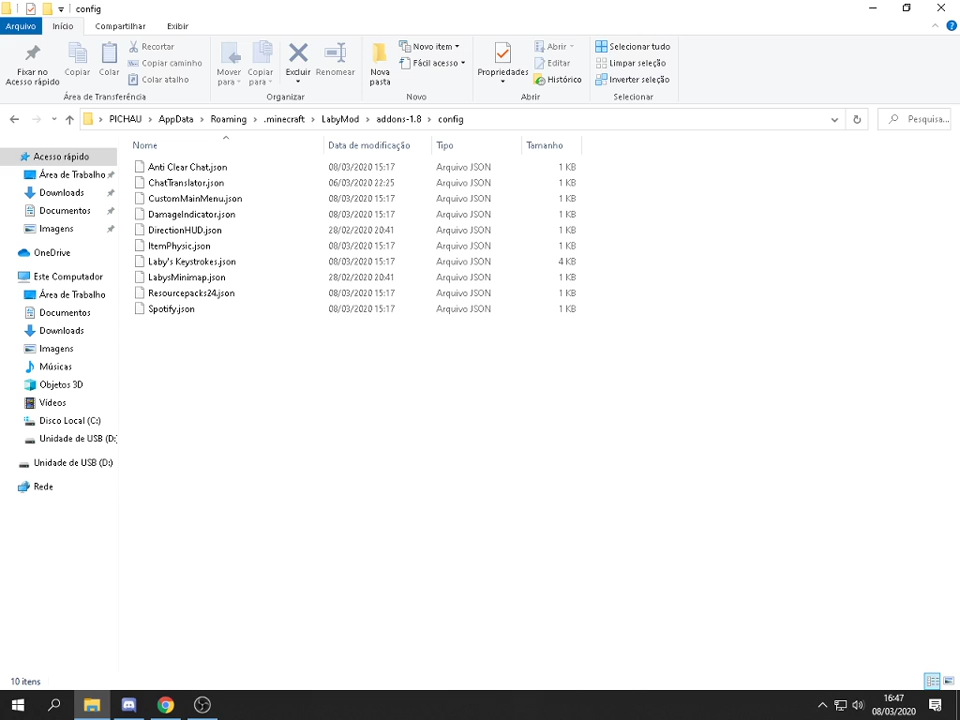 config
Arquivo Início Compartilhar Exibir
Fixar no Acesso rápido
Copiar
Colar
Recortar
Copiar caminho
Colar atalho
Área de Transferência
Mover para
Copiar para
Excluir
Renomear
Organizar
Nova pasta
Novo item
Fácil acesso
Novo
Propriedades
Abrir
Editar
Histórico
Abrir
Selecionar tudo
Limpar seleção
Inverter seleção
Selecionar
PICHAU > AppData > Roaming > .minecraft > LabyMod > addons-1.8 > config
Pesquisa...
Acesso rápido
Área de Trabalho
Downloads
Documentos
Imagens
OneDrive
Este Computador
Área de Trabalho
Documentos
Downloads
Imagens
Músicas
Objetos 3D
Vídeos
Disco Local (C:)
Unidade de USB (D:)
Unidade de USB (D:)
Rede
Nome Data de modificação Tipo Tamanho
Anti Clear Chat.json 08/03/2020 15:17 Arquivo JSON 1 KB
ChatTranslator.json 06/03/2020 22:25 Arquivo JSON 1 KB
CustomMainMenu.json 08/03/2020 15:17 Arquivo JSON 1 KB
DamageIndicator.json 08/03/2020 15:17 Arquivo JSON 1 KB
DirectionHUD.json 28/02/2020 20:41 Arquivo JSON 1 KB
ItemPhysic.json 08/03/2020 15:17 Arquivo JSON 1 KB
Laby's Keystrokes.json 08/03/2020 15:17 Arquivo JSON 4 KB
LabysMinimap.json 28/02/2020 20:41 Arquivo JSON 1 KB
Resourcepacks24.json 08/03/2020 15:17 Arquivo JSON 1 KB
Spotify.json 08/03/2020 15:17 Arquivo JSON 1 KB
10 itens
16:47
08/03/2020